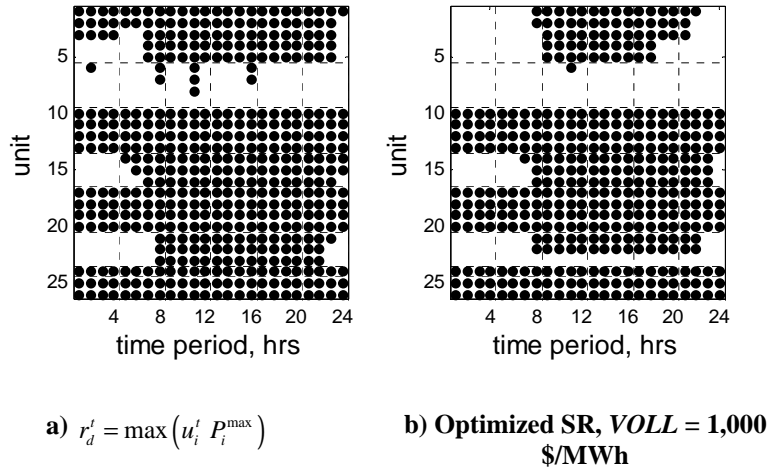 unit
5
10
15
20
25
4 8 12 16 20 24
time period, hrs
unit
5
10
15
20
25
4 8 12 16 20 24
time period, hrs
a) r_d^t = max(u_i^t P_i^max)
b) Optimized SR, VOLL = 1,000
$/MWh